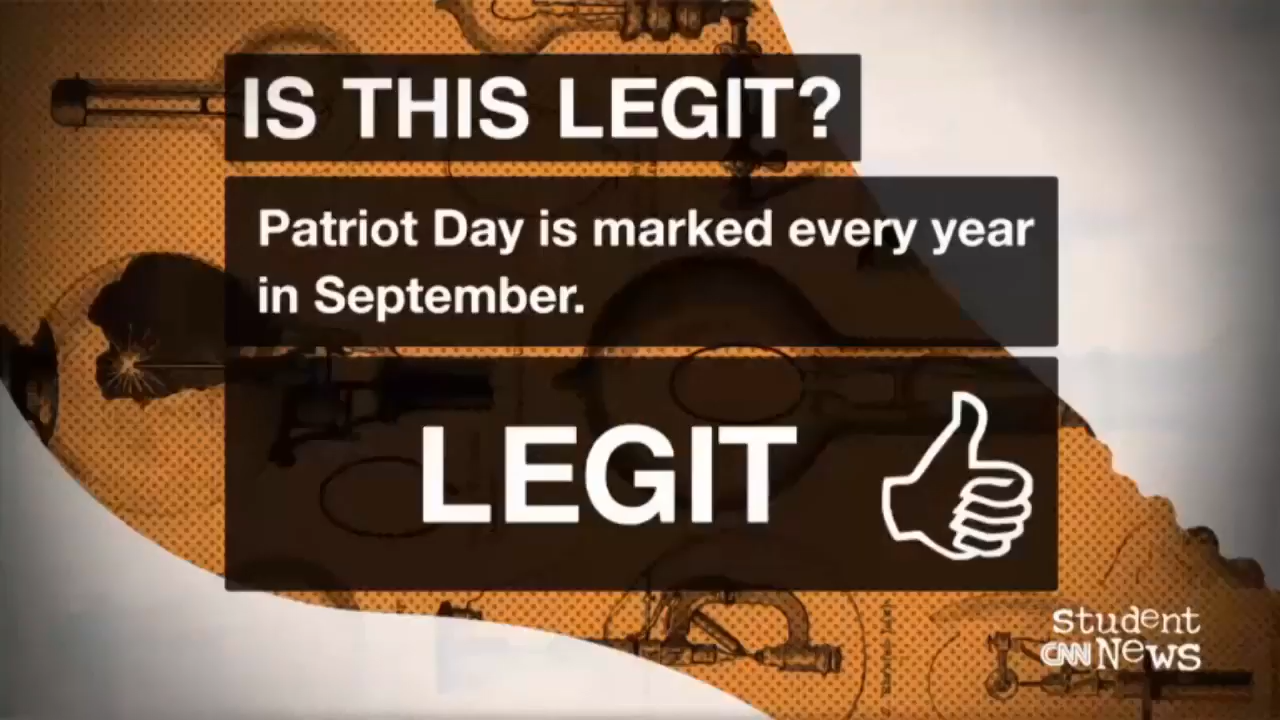 IS THIS LEGIT?
Patriot Day is marked every year
in September.
LEGIT
Student
CNN News